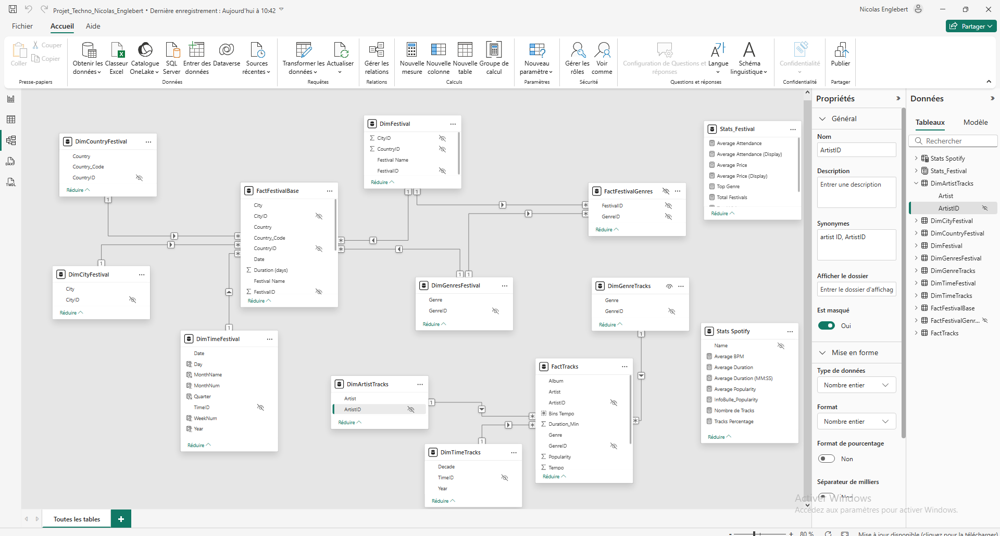 Projet_Techno_Nicolas_Englebert • Dernière enregistrement : Aujourd'hui à 10:42
Nicolas Englebert
Fichier
Accueil
Aide
Partager
Coller
Couper
Copier
Presse-papiers
Obtenir les données
Classeur Excel
Catalogue OneLake
SQL Server
Entrer des données
Dataverse
Sources récentes
Données
Transformer les données
Actualiser
Requêtes
Gérer les relations
Relations
Nouvelle mesure
Nouvelle colonne
Nouvelle table
Groupe de calcul
Calculs
Nouveau paramètre
Paramètres
Gérer les rôles
Voir comme
Sécurité
Configuration de Questions et réponses
Langue
Schéma linguistique
Questions et réponses
Confidentialité
Confidentialité
Publier
Partager
DAX
TMDL
DimCountryFestival
Country
Country_Code
CountryID
Réduire
1
DimCityFestival
City
CityID
Réduire
1
FactFestivalBase
City
CityID
Country
Country_Code
CountryID
Date
Duration (days)
Festival Name
FestivalID
Réduire
DimTimeFestival
Date
Day
MonthName
MonthNum
Quarter
TimeID
WeekNum
Year
Réduire
1
DimFestival
CityID
CountryID
Festival Name
FestivalID
Réduire
1
1
FactFestivalGenres
FestivalID
GenreID
Réduire
DimGenresFestival
Genre
GenreID
Réduire
1
1
DimGenreTracks
Genre
GenreID
Réduire
1
Stats_Festival
Average Attendance
Average Attendance (Display)
Average Price
Average Price (Display)
Top Genre
Total Festivals
Réduire
Stats Spotify
Name
Average BPM
Average Duration
Average Duration (MM:SS)
Average Popularity
InfoBulle_Popularity
Nombre de Tracks
Tracks Percentage
Réduire
FactTracks
Album
Artist
ArtistID
Bins Tempo
Duration_Min
Genre
GenreID
Popularity
Tempo
Réduire
DimArtistTracks
Artist
ArtistID
Réduire
1
DimTimeTracks
Decade
TimeID
Year
Réduire
1
Propriétés
Général
Nom
ArtistID
Description
Entrer une description
Synonymes
artist ID, ArtistID
Afficher le dossier
Entrer le dossier d'affichag
Est masqué
Oui
Mise en forme
Type de données
Nombre entier
Format
Nombre entier
Format de pourcentage
Non
Séparateur de milliers
Non
Données
Tableaux
Modèle
Rechercher
Stats Spotify
Stats_Festival
DimArtistTracks
Artist
ArtistID
DimCityFestival
DimCountryFestival
DimFestival
DimGenresFestival
DimGenreTracks
DimTimeFestival
DimTimeTracks
FactFestivalBase
FactFestivalGenr...
FactTracks
Activer Windows
Accédez aux paramètres pour activer Windows.
Toutes les tables
+
- + 80 %
Mise à jour disponible (cliquez pour la télécharger)